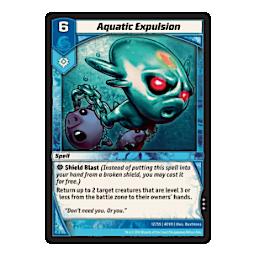 Aquatic Expulsion
6
Spell
Shield Blast (Instead of putting this spell into
your hand from a broken shield, you may cast it
for free.)
Return up to 2 target creatures that are level 3 or
less from the battle zone to their owners' hands.
"Don't need you. Or you."